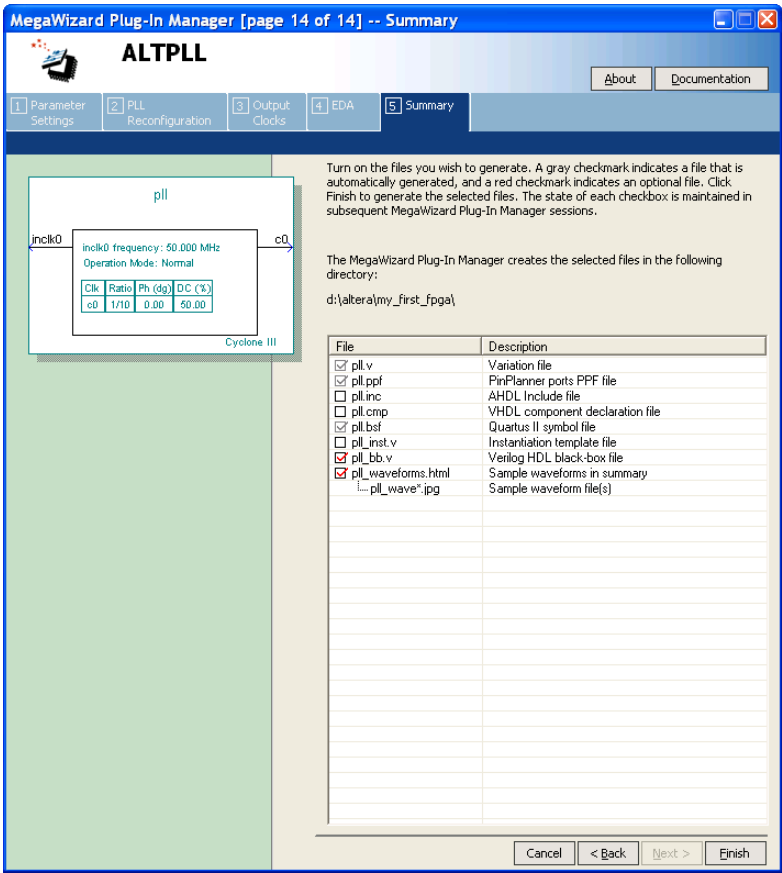 MegaWizard Plug-In Manager [page 14 of 14] -- Summary
ALTPLL
About
Documentation
1 Parameter Settings
2 PLL Reconfiguration
3 Output Clocks
4 EDA
5 Summary
pll
inclk0
c0
inclk0 frequency: 50.000 MHz
Operation Mode: Normal
Clk Ratio Ph (dg) DC (%)
c0 1/10 0.00 50.00
Cyclone III
Turn on the files you wish to generate. A gray checkmark indicates a file that is
automatically generated, and a red checkmark indicates an optional file. Click
Finish to generate the selected files. The state of each checkbox is maintained in
subsequent MegaWizard Plug-In Manager sessions.
The MegaWizard Plug-In Manager creates the selected files in the following
directory:
d:\altera\my_first_fpga\
File Description
pll.v Variation file
pll.ppf PinPlanner ports PPF file
pll.inc AHDL Include file
pll.cmp VHDL component declaration file
pll.bsf Quartus II symbol file
pll_inst.v Instantiation template file
pll_bb.v Verilog HDL black-box file
pll_waveforms.html Sample waveforms in summary
pll_wave*.jpg Sample waveform file(s)
Cancel
< Back
Next >
Finish